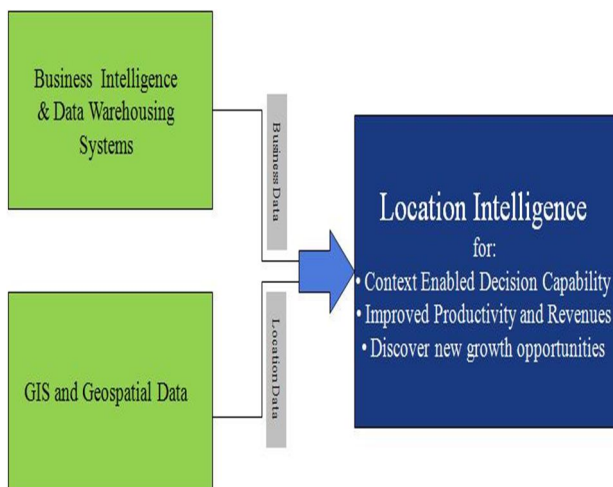 Business Intelligence
& Data Warehousing
Systems
Business Data
Location Intelligence
for:
• Context Enabled Decision Capability
• Improved Productivity and Revenues
• Discover new growth opportunities
GIS and Geospatial Data
Location Data